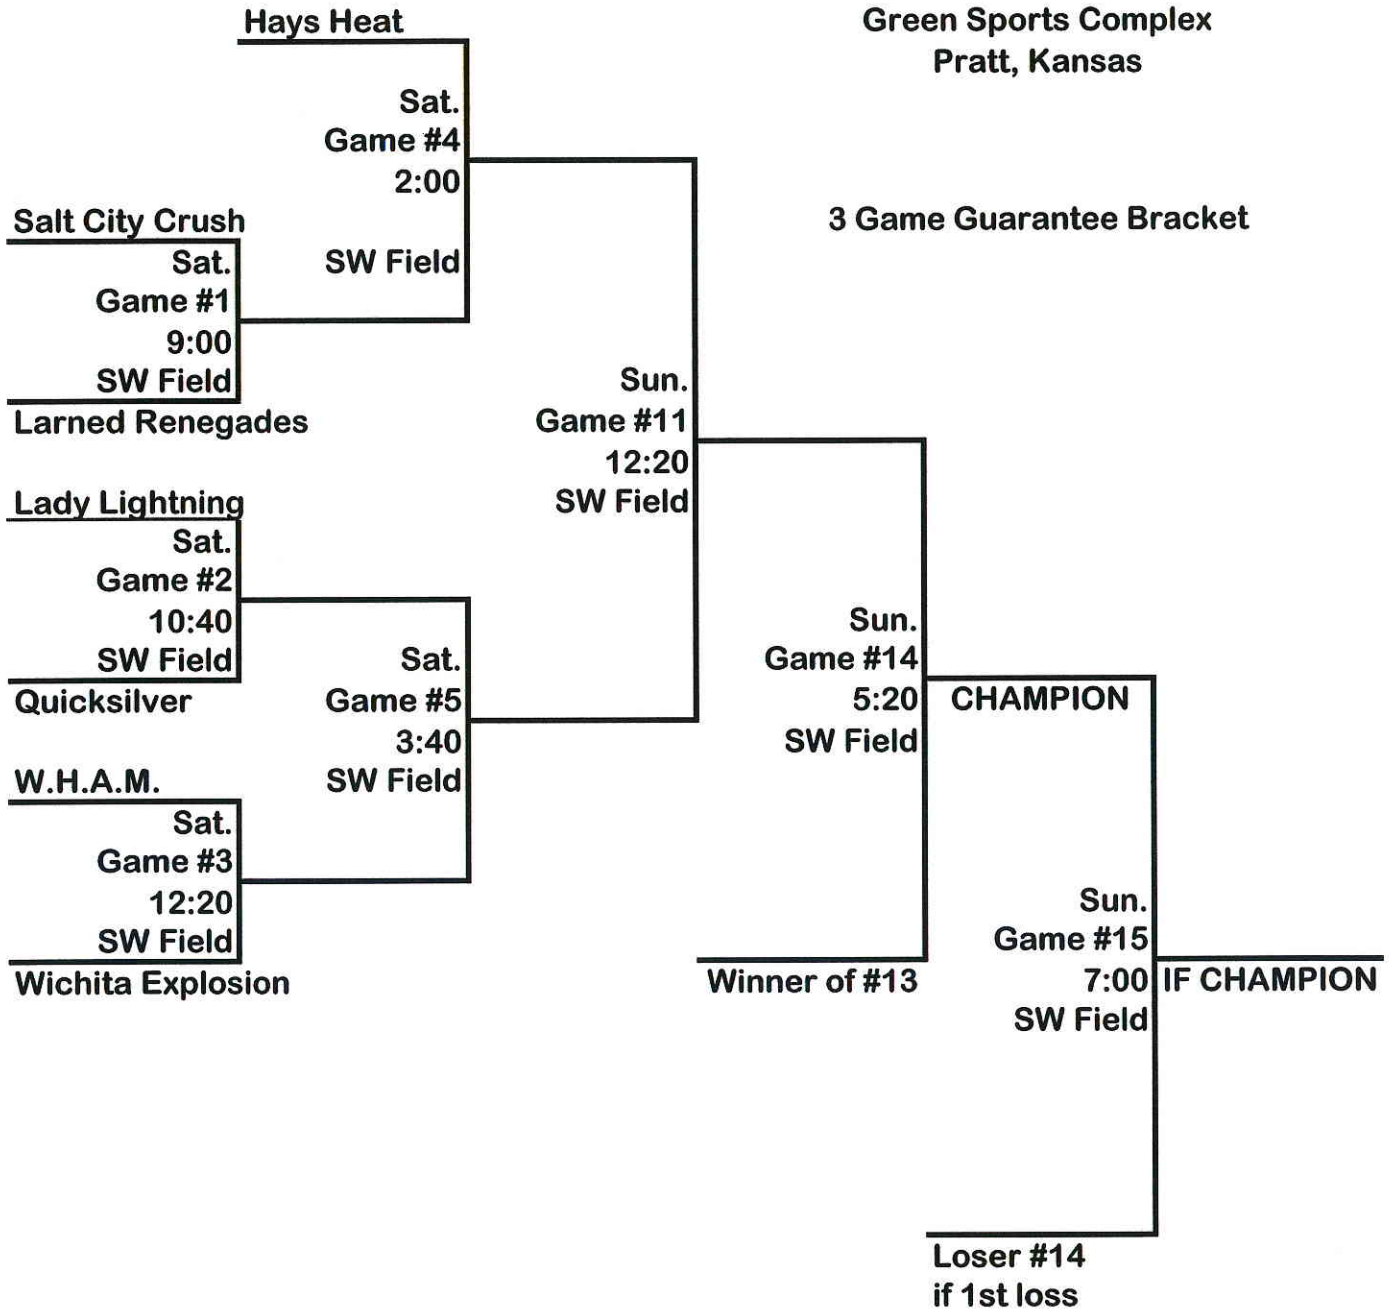 Hays Heat
Green Sports Complex
Pratt, Kansas
Sat.
Game #4
2:00
SW Field
3 Game Guarantee Bracket
Salt City Crush
Sat.
Game #1
9:00
SW Field
Larned Renegades
Sun.
Game #11
12:20
SW Field
Lady Lightning
Sat.
Game #2
10:40
SW Field
Quicksilver
Sat.
Game #5
3:40
SW Field
Sun.
Game #14
5:20
SW Field
CHAMPION
W.H.A.M.
Sat.
Game #3
12:20
SW Field
Wichita Explosion
Winner of #13
Sun.
Game #15
7:00
SW Field
IF CHAMPION
Loser #14
if 1st loss